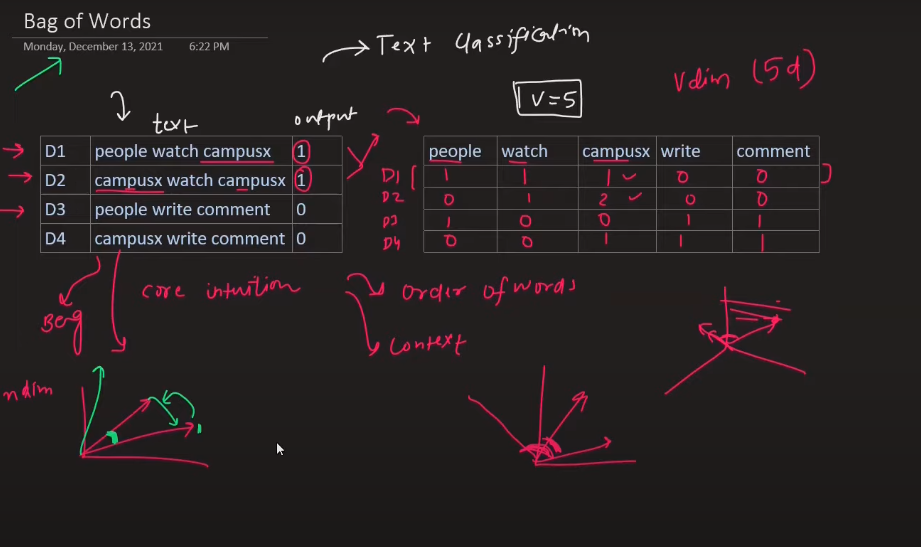 Bag of Words
Monday, December 13, 2021 6:22 PM
Text Classification
V=5
Vdim (5d)
text output
D1 people watch campusx 1
D2 campusx watch campusx 1
D3 people write comment 0
D4 campusx write comment 0
people watch campusx write comment
D1 1 1 1 0 0
D2 0 1 2 0 0
D3 1 0 0 1 1
D4 0 0 1 1 1
core intuition
order of words
context
ndim